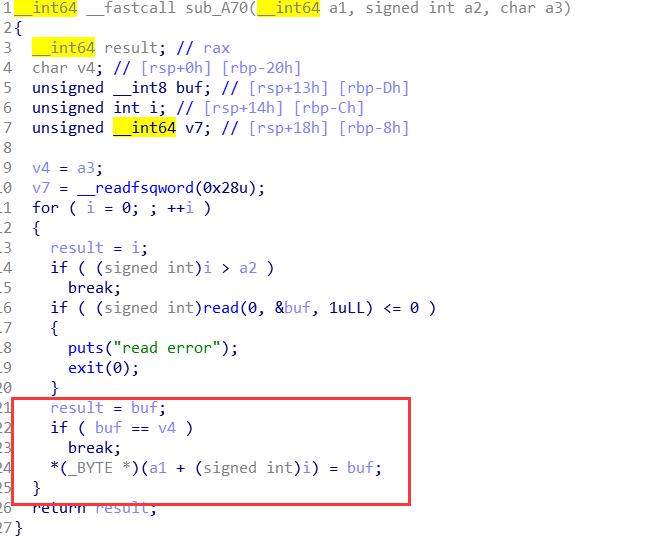 1 __int64 __fastcall sub_A70(__int64 a1, signed int a2, char a3)
2 {
3   __int64 result; // rax
4   char v4; // [rsp+0h] [rbp-20h]
5   unsigned __int8 buf; // [rsp+13h] [rbp-Dh]
6   unsigned int i; // [rsp+14h] [rbp-Ch]
7   unsigned __int64 v7; // [rsp+18h] [rbp-8h]
8
9   v4 = a3;
10   v7 = __readfsqword(0x28u);
11   for ( i = 0; ; ++i )
12   {
13     result = i;
14     if ( (signed int)i > a2 )
15       break;
16     if ( (signed int)read(0, &buf, 1uLL) <= 0 )
17     {
18       puts("read error");
19       exit(0);
20     }
21     result = buf;
22     if ( buf == v4 )
23       break;
24     *(_BYTE *)(a1 + (signed int)i) = buf;
25   }
26   return result;
27 }